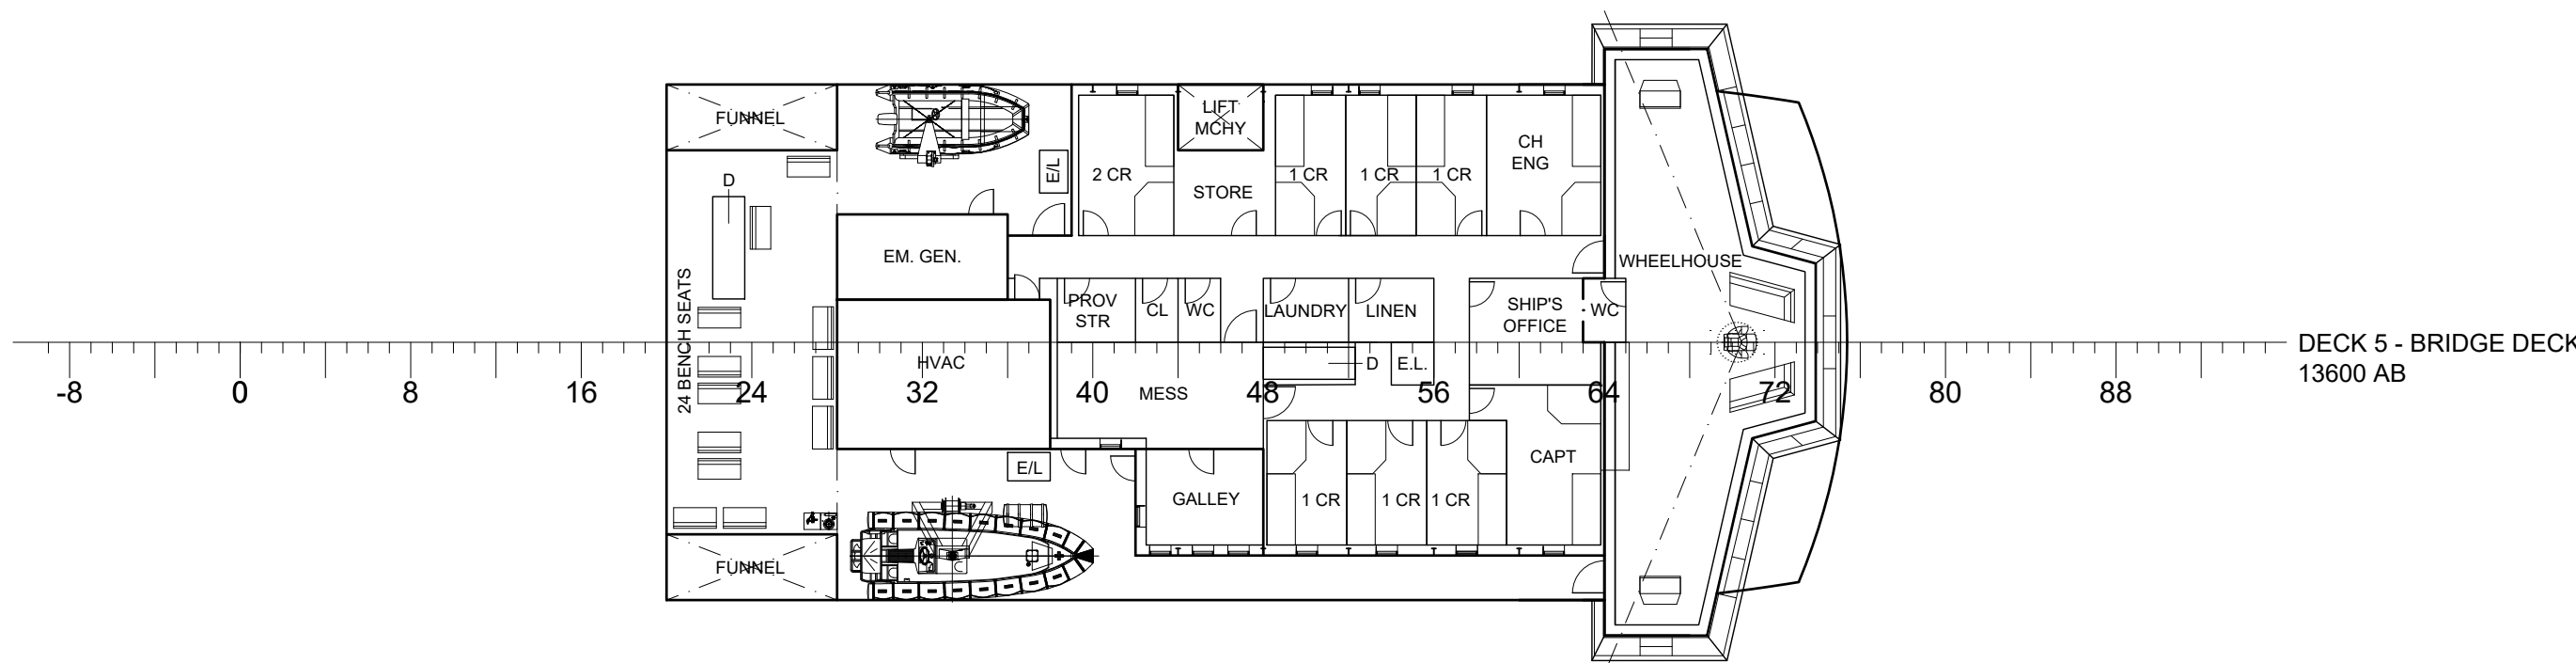 FUNNEL
LIFT
MCHY
CH
ENG
E/L
2 CR
1 CR
1 CR
1 CR
D
STORE
EM. GEN.
WHEELHOUSE
24 BENCH SEATS
PROV
STR
CL
WC
LAUNDRY
LINEN
SHIP'S
OFFICE
WC
HVAC
D
E.L.
DECK 5 - BRIDGE DECK
13600 AB
-8
0
8
16
24
32
40
MESS
48
56
64
72
80
88
E/L
CAPT
GALLEY
1 CR
1 CR
1 CR
FUNNEL